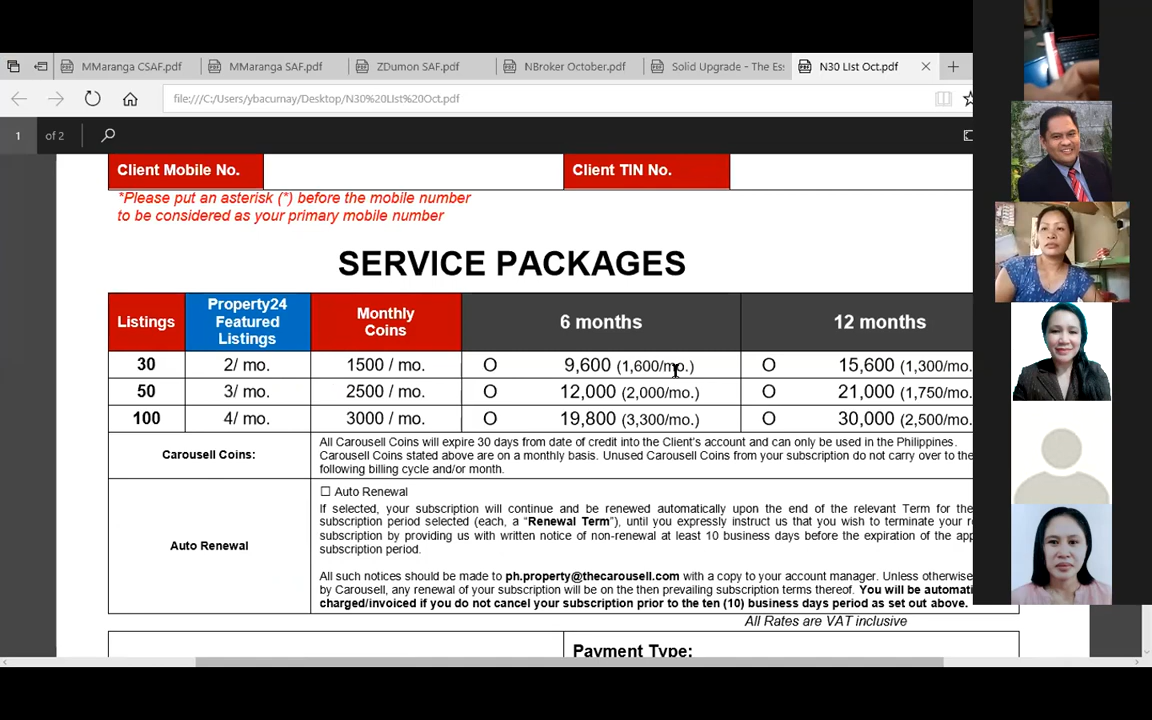 MMaranga CSAF.pdf MMaranga SAF.pdf ZDumon SAF.pdf NBroker October.pdf Solid Upgrade - The Es N30 LIst Oct.pdf
file:///C:/Users/ybacurnay/Desktop/N30%20LIst%20Oct.pdf
1 of 2
Client Mobile No. Client TIN No.
*Please put an asterisk (*) before the mobile number
to be considered as your primary mobile number
SERVICE PACKAGES
Listings Property24 Featured Listings Monthly Coins 6 months 12 months
30 2/ mo. 1500 / mo. O 9,600 (1,600/mo.) O 15,600 (1,300/mo.
50 3/ mo. 2500 / mo. O 12,000 (2,000/mo.) O 21,000 (1,750/mo.
100 4/ mo. 3000 / mo. O 19,800 (3,300/mo.) O 30,000 (2,500/mo.
Carousell Coins:
All Carousell Coins will expire 30 days from date of credit into the Client's account and can only be used in the Philippines.
Carousell Coins stated above are on a monthly basis. Unused Carousell Coins from your subscription do not carry over to the
following billing cycle and/or month.
Auto Renewal
☐ Auto Renewal
If selected, your subscription will continue and be renewed automatically upon the end of the relevant Term for the
subscription period selected (each, a “Renewal Term”), until you expressly instruct us that you wish to terminate your r
subscription by providing us with written notice of non-renewal at least 10 business days before the expiration of the app
subscription period.
All such notices should be made to ph.property@thecarousell.com with a copy to your account manager. Unless otherwise
by Carousell, any renewal of your subscription will be on the then prevailing subscription terms thereof. You will be automati
charged/invoiced if you do not cancel your subscription prior to the ten (10) business days period as set out above.
All Rates are VAT inclusive
Payment Type: